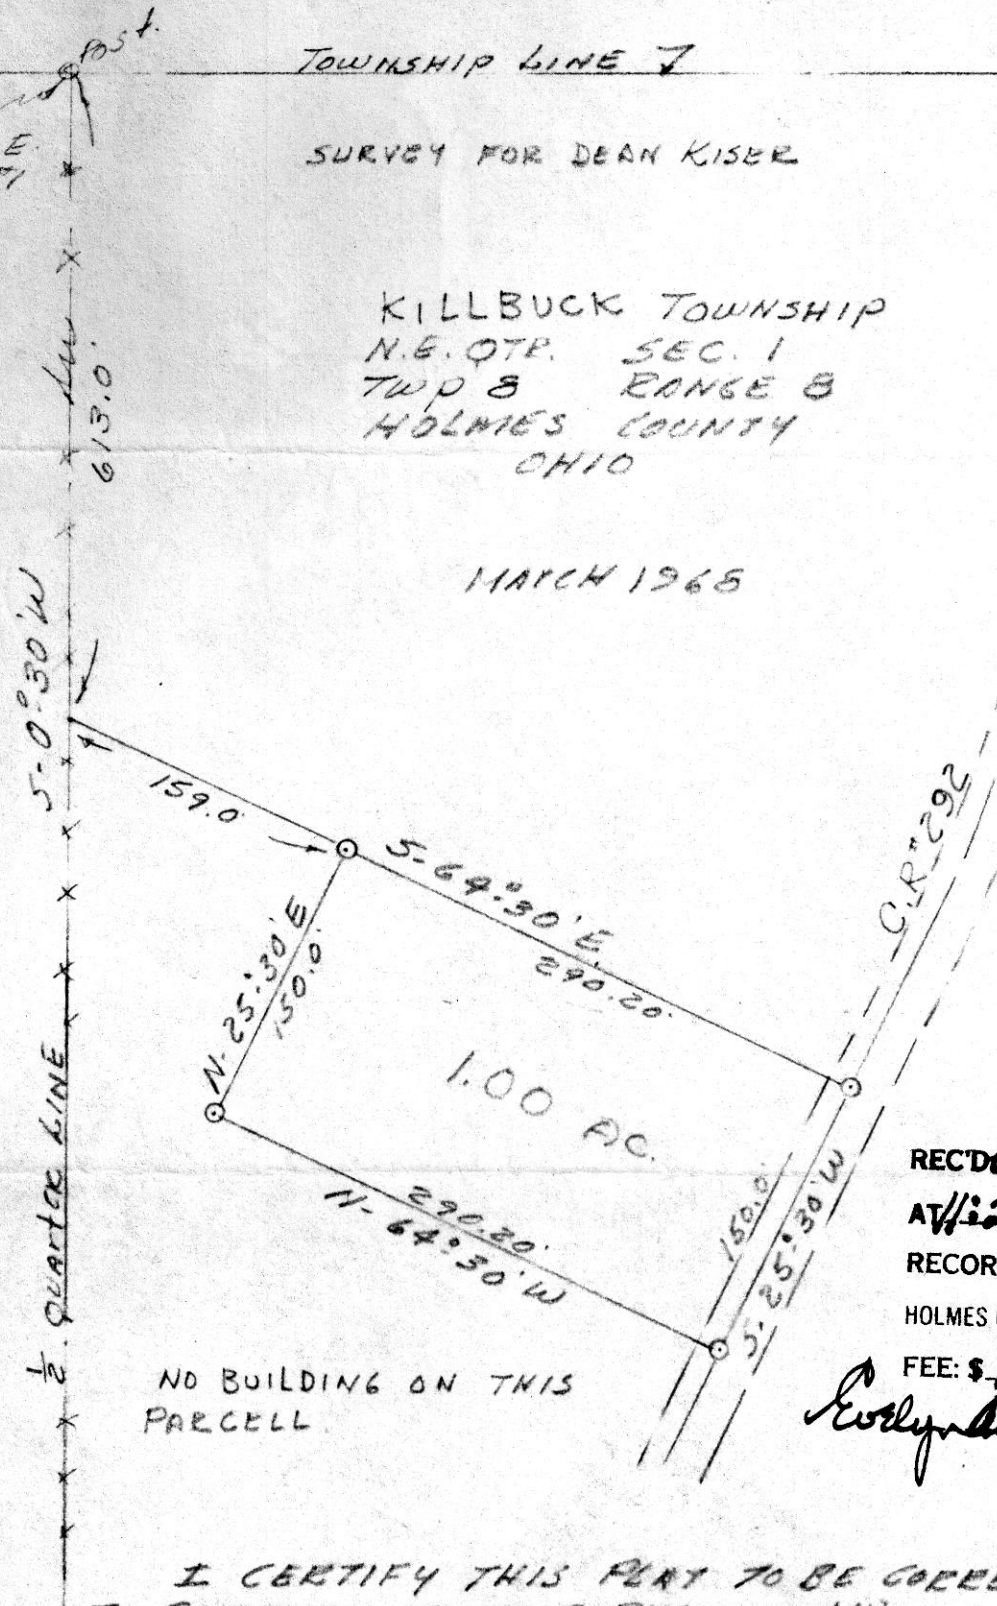 Post.
TOWNSHIP LINE
E.
SURVEY FOR DEAN KISER
KILLBUCK TOWNSHIP
N.E. QTR. SEC. 1
TWP 8 RANGE 8
HOLMES COUNTY
OHIO
613.0'
MARCH 1968
S-0°30'W
159.0'
S-64°30'E
290.20'
C.R.#292
N-25°30'E
150.0'
1.00 AC.
290.20'
N-64°30'W
150.0'
S-25°30'W
½ QUARTER LINE
NO BUILDING ON THIS
PARCELL
REC'D
AT
RECOR
HOLMES
FEE: $
Evelyn
I CERTIFY THIS PLAT TO BE CORRE